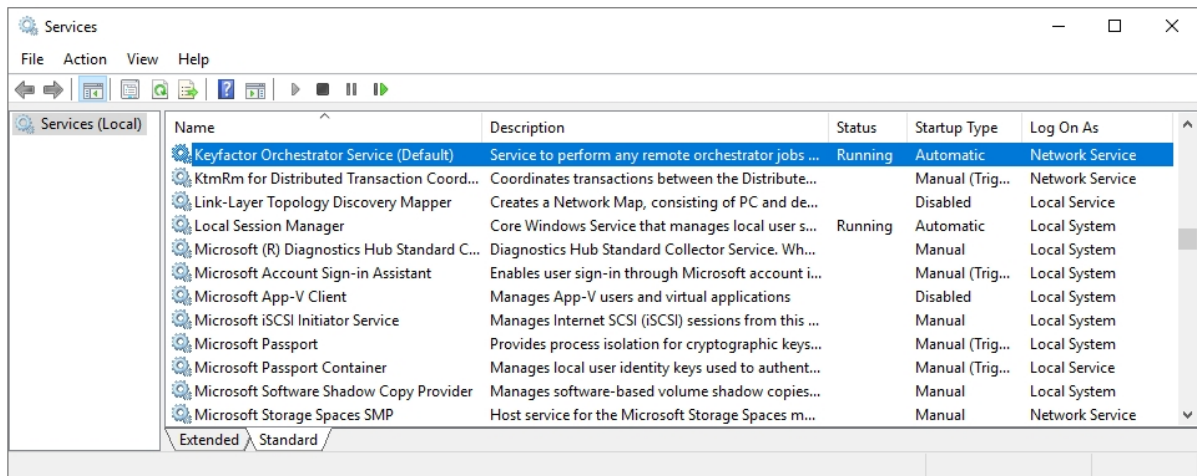 Services
File Action View Help
Services (Local)
Name Description Status Startup Type Log On As
Keyfactor Orchestrator Service (Default) Service to perform any remote orchestrator jobs ... Running Automatic Network Service
KtmRm for Distributed Transaction Coord... Coordinates transactions between the Distribute... Manual (Trig... Network Service
Link-Layer Topology Discovery Mapper Creates a Network Map, consisting of PC and de... Disabled Local Service
Local Session Manager Core Windows Service that manages local user s... Running Automatic Local System
Microsoft (R) Diagnostics Hub Standard C... Diagnostics Hub Standard Collector Service. Wh... Manual Local System
Microsoft Account Sign-in Assistant Enables user sign-in through Microsoft account i... Manual (Trig... Local System
Microsoft App-V Client Manages App-V users and virtual applications Disabled Local System
Microsoft iSCSI Initiator Service Manages Internet SCSI (iSCSI) sessions from this ... Manual Local System
Microsoft Passport Provides process isolation for cryptographic keys... Manual (Trig... Local System
Microsoft Passport Container Manages local user identity keys used to authent... Manual (Trig... Local Service
Microsoft Software Shadow Copy Provider Manages software-based volume shadow copies... Manual Local System
Microsoft Storage Spaces SMP Host service for the Microsoft Storage Spaces m... Manual Network Service
Extended Standard